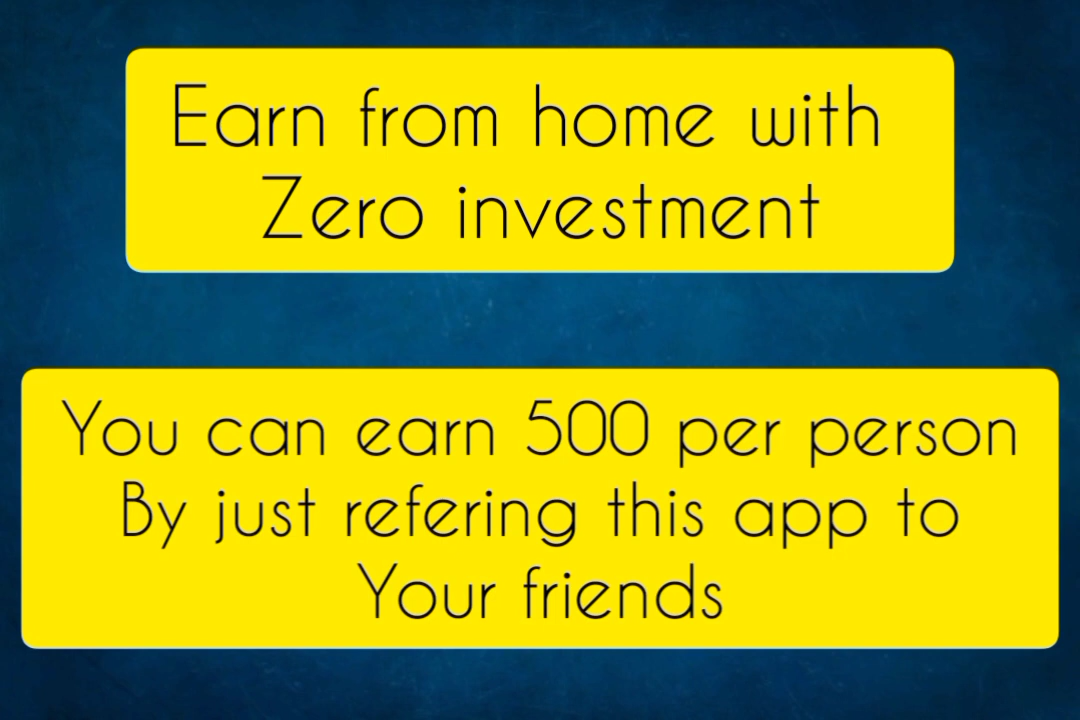 Earn from home with
Zero investment
You can earn 500 per person
By just refering this app to
Your friends